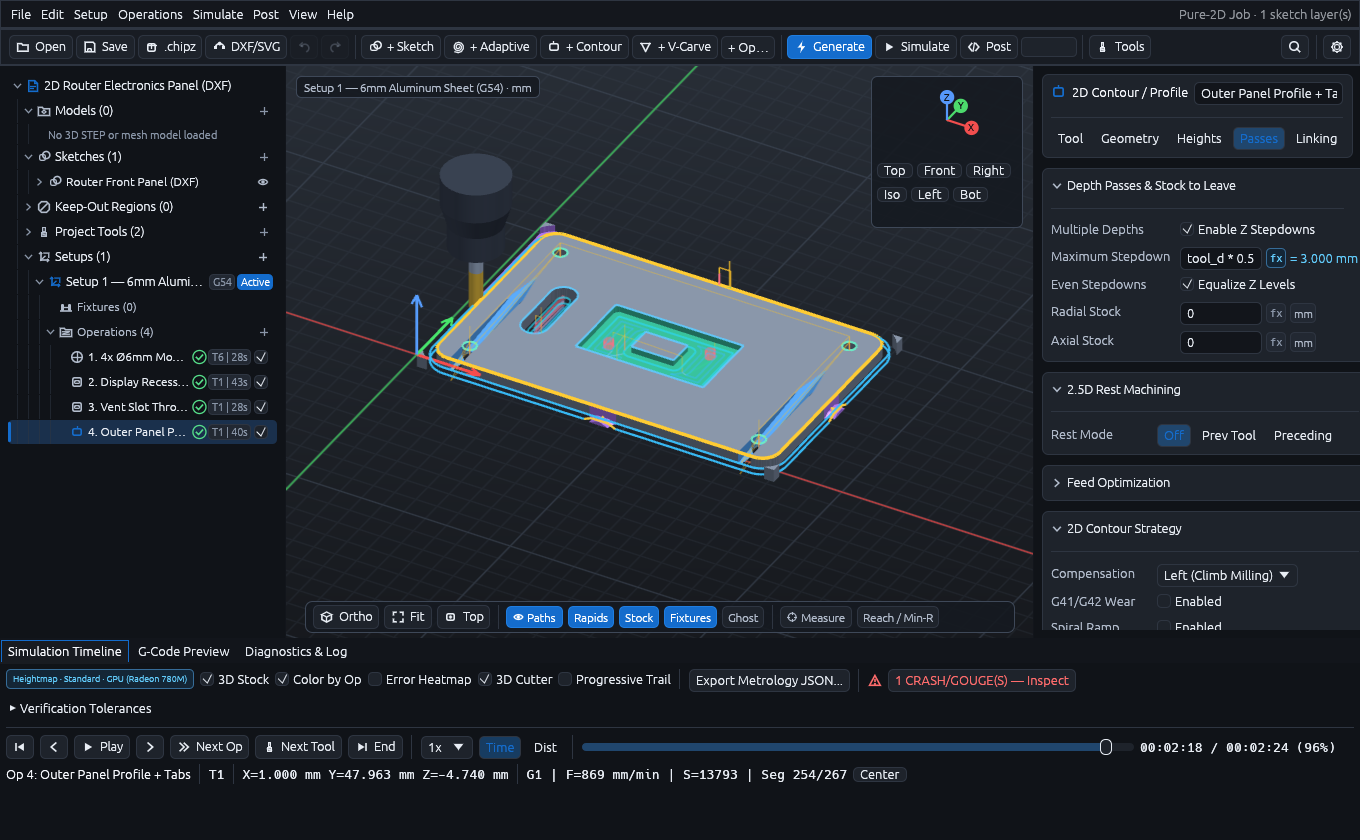 File Edit Setup Operations Simulate Post View Help Pure-2D Job · 1 sketch layer(s)
Open Save .chipz DXF/SVG + Sketch + Adaptive + Contour + V-Carve + Op... Generate Simulate Post Tools
2D Router Electronics Panel (DXF)
Models (0) +
No 3D STEP or mesh model loaded
Sketches (1) +
Router Front Panel (DXF)
Keep-Out Regions (0) +
Project Tools (2) +
Setups (1) +
Setup 1 — 6mm Alumi... G54 Active
Fixtures (0)
Operations (4) +
1. 4x Ø6mm Mo... T6 | 28s
2. Display Recess... T1 | 43s
3. Vent Slot Thro... T1 | 28s
4. Outer Panel P... T1 | 40s
Setup 1 — 6mm Aluminum Sheet (G54) · mm
Z
Y
X
Top Front Right
Iso Left Bot
Ortho Fit Top Paths Rapids Stock Fixtures Ghost Measure Reach / Min-R
2D Contour / Profile Outer Panel Profile + Ta
Tool Geometry Heights Passes Linking
Depth Passes & Stock to Leave
Multiple Depths Enable Z Stepdowns
Maximum Stepdown tool_d * 0.5 fx = 3.000 mm
Even Stepdowns Equalize Z Levels
Radial Stock 0 fx mm
Axial Stock 0 fx mm
2.5D Rest Machining
Rest Mode Off Prev Tool Preceding
Feed Optimization
2D Contour Strategy
Compensation Left (Climb Milling)
G41/G42 Wear Enabled
Spiral Ramp Enabled
Simulation Timeline G-Code Preview Diagnostics & Log
Heightmap · Standard · GPU (Radeon 780M) 3D Stock Color by Op Error Heatmap 3D Cutter Progressive Trail Export Metrology JSON... 1 CRASH/GOUGE(S) — Inspect
Verification Tolerances
Play Next Op Next Tool End 1x Time Dist 00:02:18 / 00:02:24 (96%)
Op 4: Outer Panel Profile + Tabs T1 X=1.000 mm Y=47.963 mm Z=-4.740 mm G1 | F=869 mm/min | S=13793 | Seg 254/267 Center